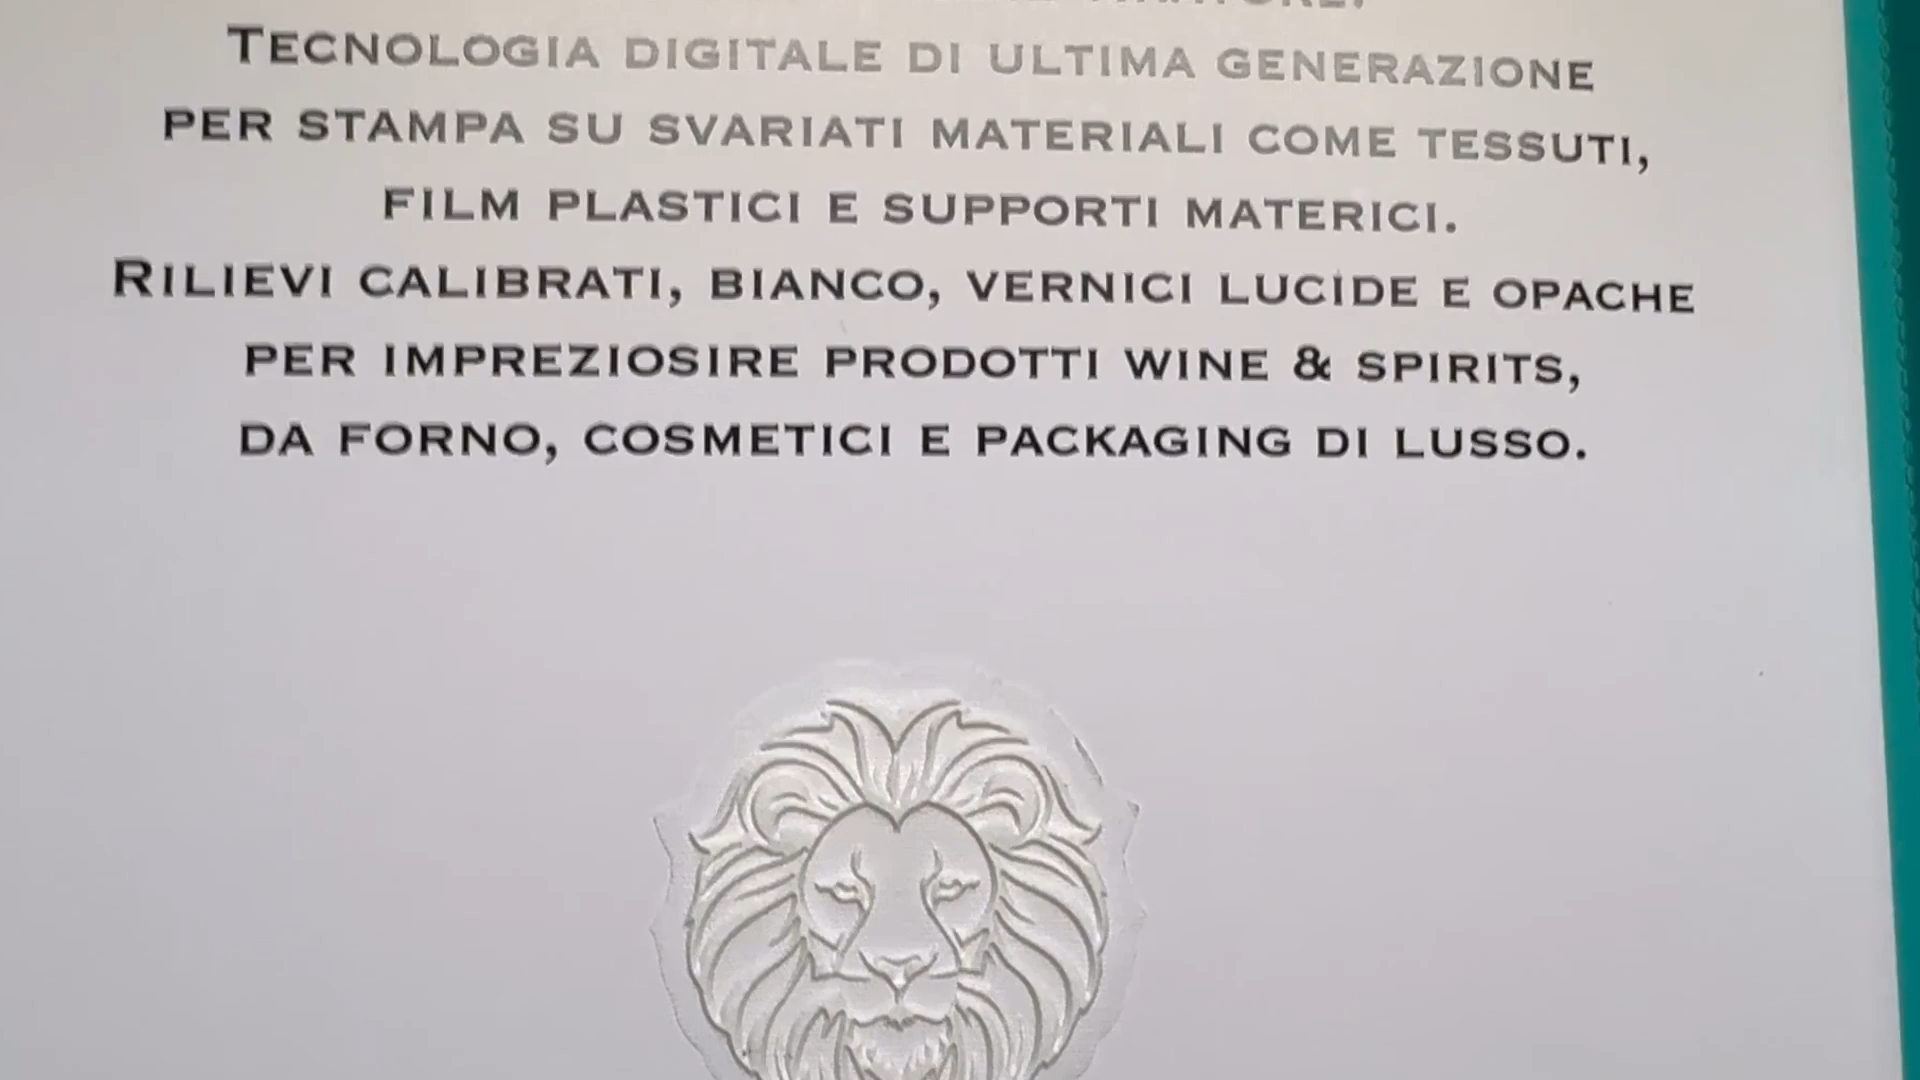 Tecnologia digitale di ultima generazione
per stampa su svariati materiali come tessuti,
film plastici e supporti materici.
Rilievi calibrati, bianco, vernici lucide e opache
per impreziosire prodotti wine & spirits,
da forno, cosmetici e packaging di lusso.